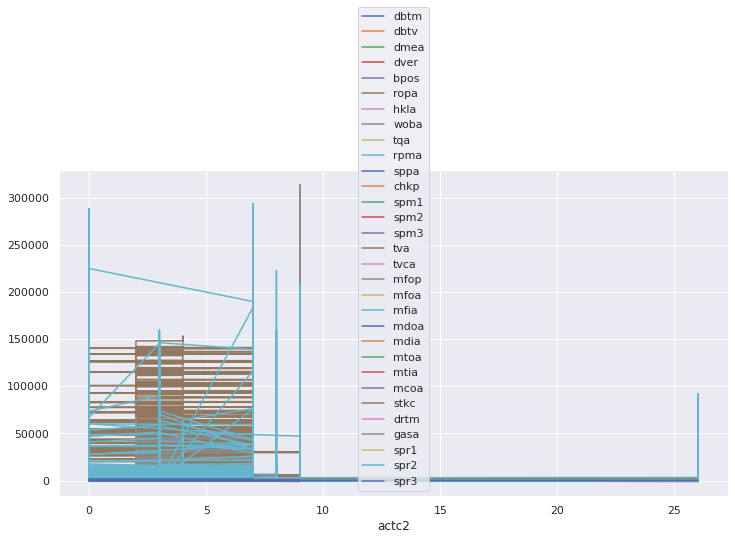 dbtm
dbtv
dmea
dver
bpos
ropa
hkla
woba
tqa
rpma
sppa
chkp
spm1
spm2
spm3
tva
tvca
mfop
mfoa
mfia
mdoa
mdia
mtoa
mtia
mcoa
stkc
drtm
gasa
spr1
spr2
spr3
300000
250000
200000
150000
100000
50000
0
0 5 10 15 20 25
actc2